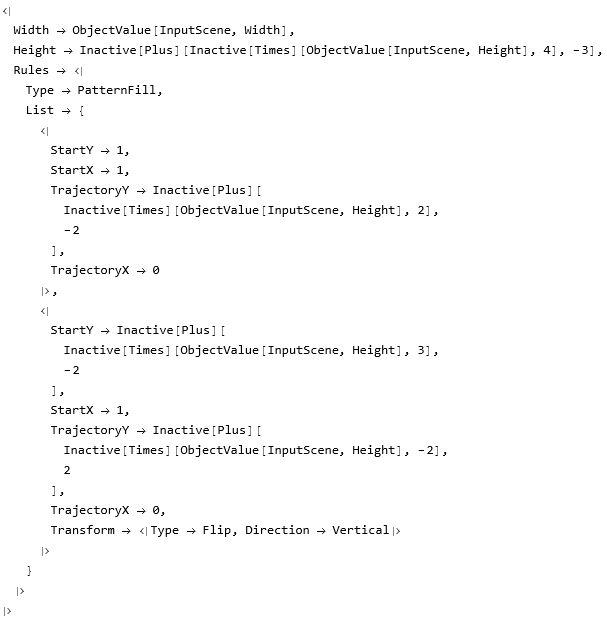 <|
Width → ObjectValue[InputScene, Width],
Height → Inactive[Plus][Inactive[Times][ObjectValue[InputScene, Height], 4], -3],
Rules → <|
Type → PatternFill,
List → {
<|
StartY → 1,
StartX → 1,
TrajectoryY → Inactive[Plus][
Inactive[Times][ObjectValue[InputScene, Height], 2],
-2
],
TrajectoryX → 0
|>,
<|
StartY → Inactive[Plus][
Inactive[Times][ObjectValue[InputScene, Height], 3],
-2
],
StartX → 1,
TrajectoryY → Inactive[Plus][
Inactive[Times][ObjectValue[InputScene, Height], -2],
2
],
TrajectoryX → 0,
Transform → <|Type → Flip, Direction → Vertical|>
|>
}
|>
|>